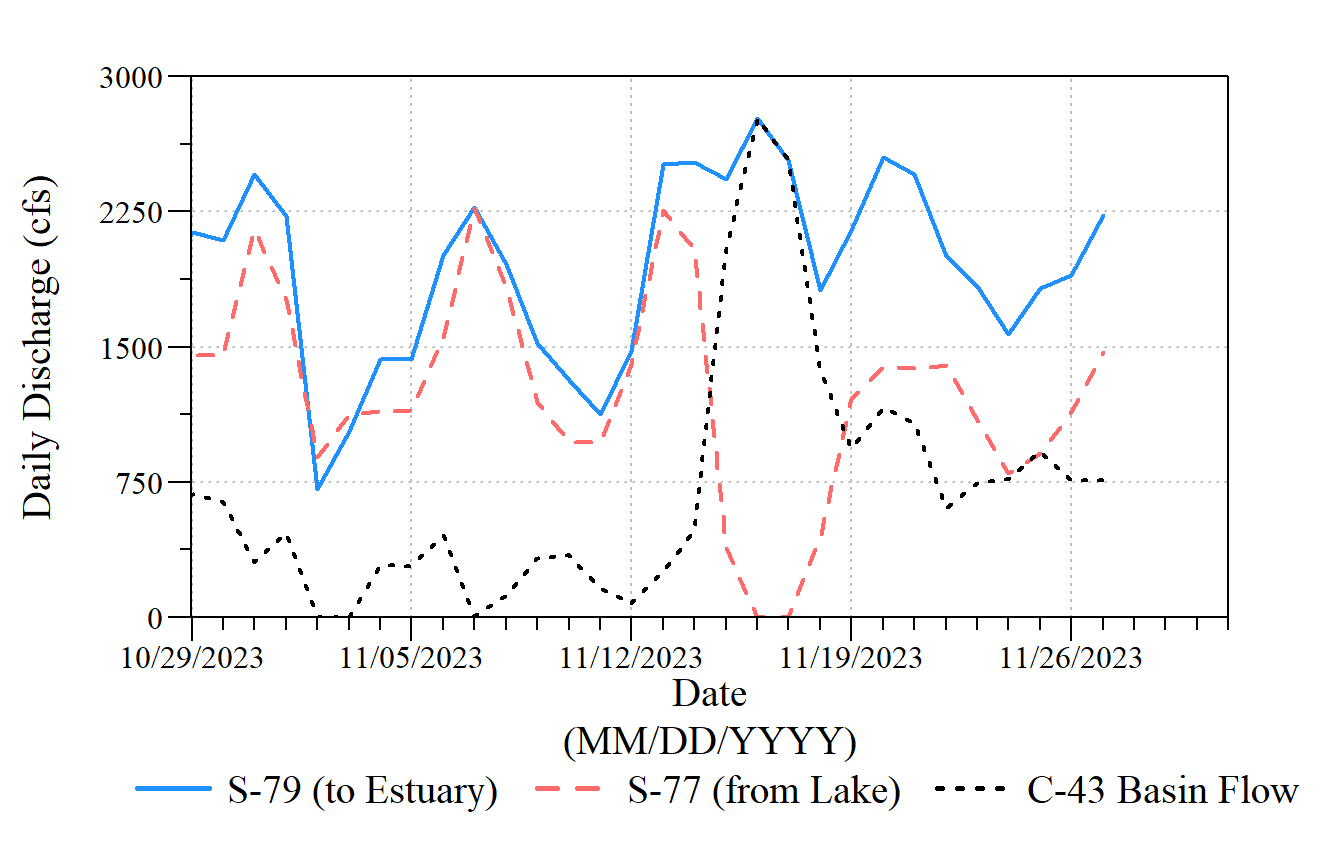 Daily Discharge (cfs)
3000
2250
1500
750
0
10/29/2023 11/05/2023 11/12/2023 11/19/2023 11/26/2023
Date
(MM/DD/YYYY)
S-79 (to Estuary) S-77 (from Lake) C-43 Basin Flow